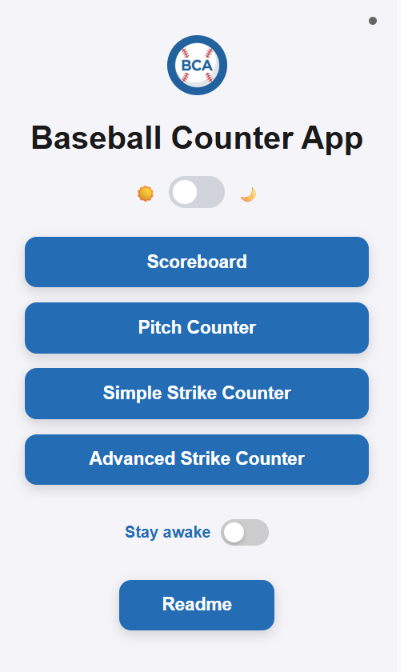 BCA
Baseball Counter App
Scoreboard
Pitch Counter
Simple Strike Counter
Advanced Strike Counter
Stay awake
Readme